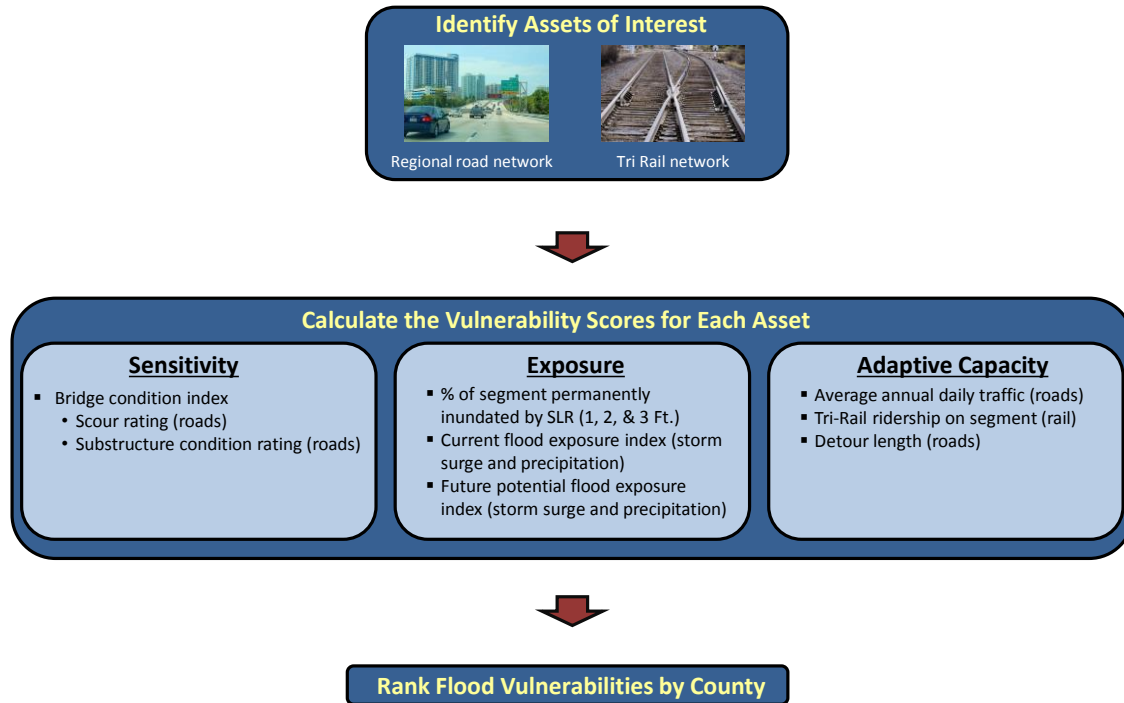 Identify Assets of Interest
Regional road network
Tri Rail network
Calculate the Vulnerability Scores for Each Asset
Sensitivity
▪ Bridge condition index
• Scour rating (roads)
• Substructure condition rating (roads)
Exposure
▪ % of segment permanently
inundated by SLR (1, 2, & 3 Ft.)
▪ Current flood exposure index (storm
surge and precipitation)
▪ Future potential flood exposure
index (storm surge and precipitation)
Adaptive Capacity
▪ Average annual daily traffic (roads)
▪ Tri-Rail ridership on segment (rail)
▪ Detour length (roads)
Rank Flood Vulnerabilities by County